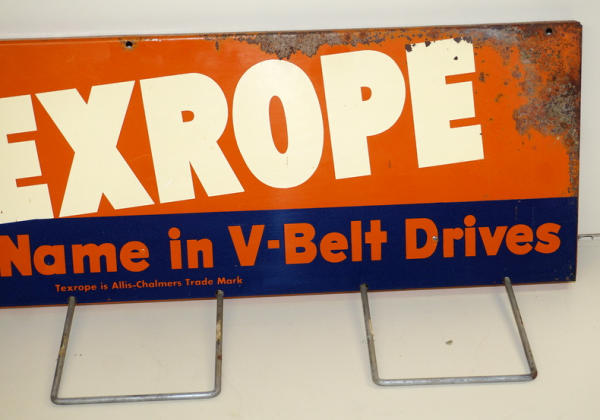 EXROPE
Name in V-Belt Drives
Texrope is Allis-Chalmers Trade Mark